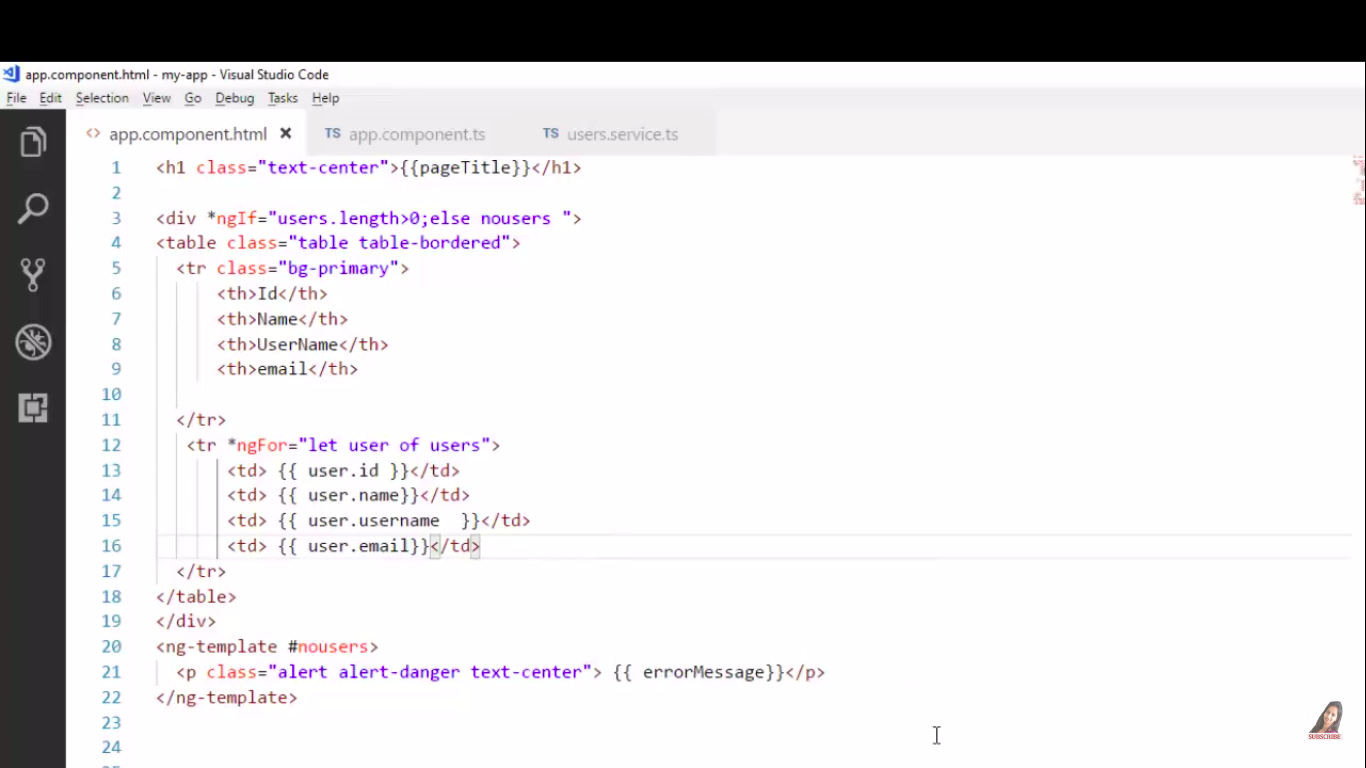 app.component.html - my-app - Visual Studio Code
File Edit Selection View Go Debug Tasks Help
<> app.component.html × TS app.component.ts TS users.service.ts
1 <h1 class="text-center">{{pageTitle}}</h1>
2
3 <div *ngIf="users.length>0;else nousers ">
4 <table class="table table-bordered">
5 <tr class="bg-primary">
6 <th>Id</th>
7 <th>Name</th>
8 <th>UserName</th>
9 <th>email</th>
10
11 </tr>
12 <tr *ngFor="let user of users">
13 <td> {{ user.id }}</td>
14 <td> {{ user.name}}</td>
15 <td> {{ user.username  }}</td>
16 <td> {{ user.email}}</td>
17 </tr>
18 </table>
19 </div>
20 <ng-template #nousers>
21 <p class="alert alert-danger text-center"> {{ errorMessage}}</p>
22 </ng-template>
23
24
SUBSCRIBE